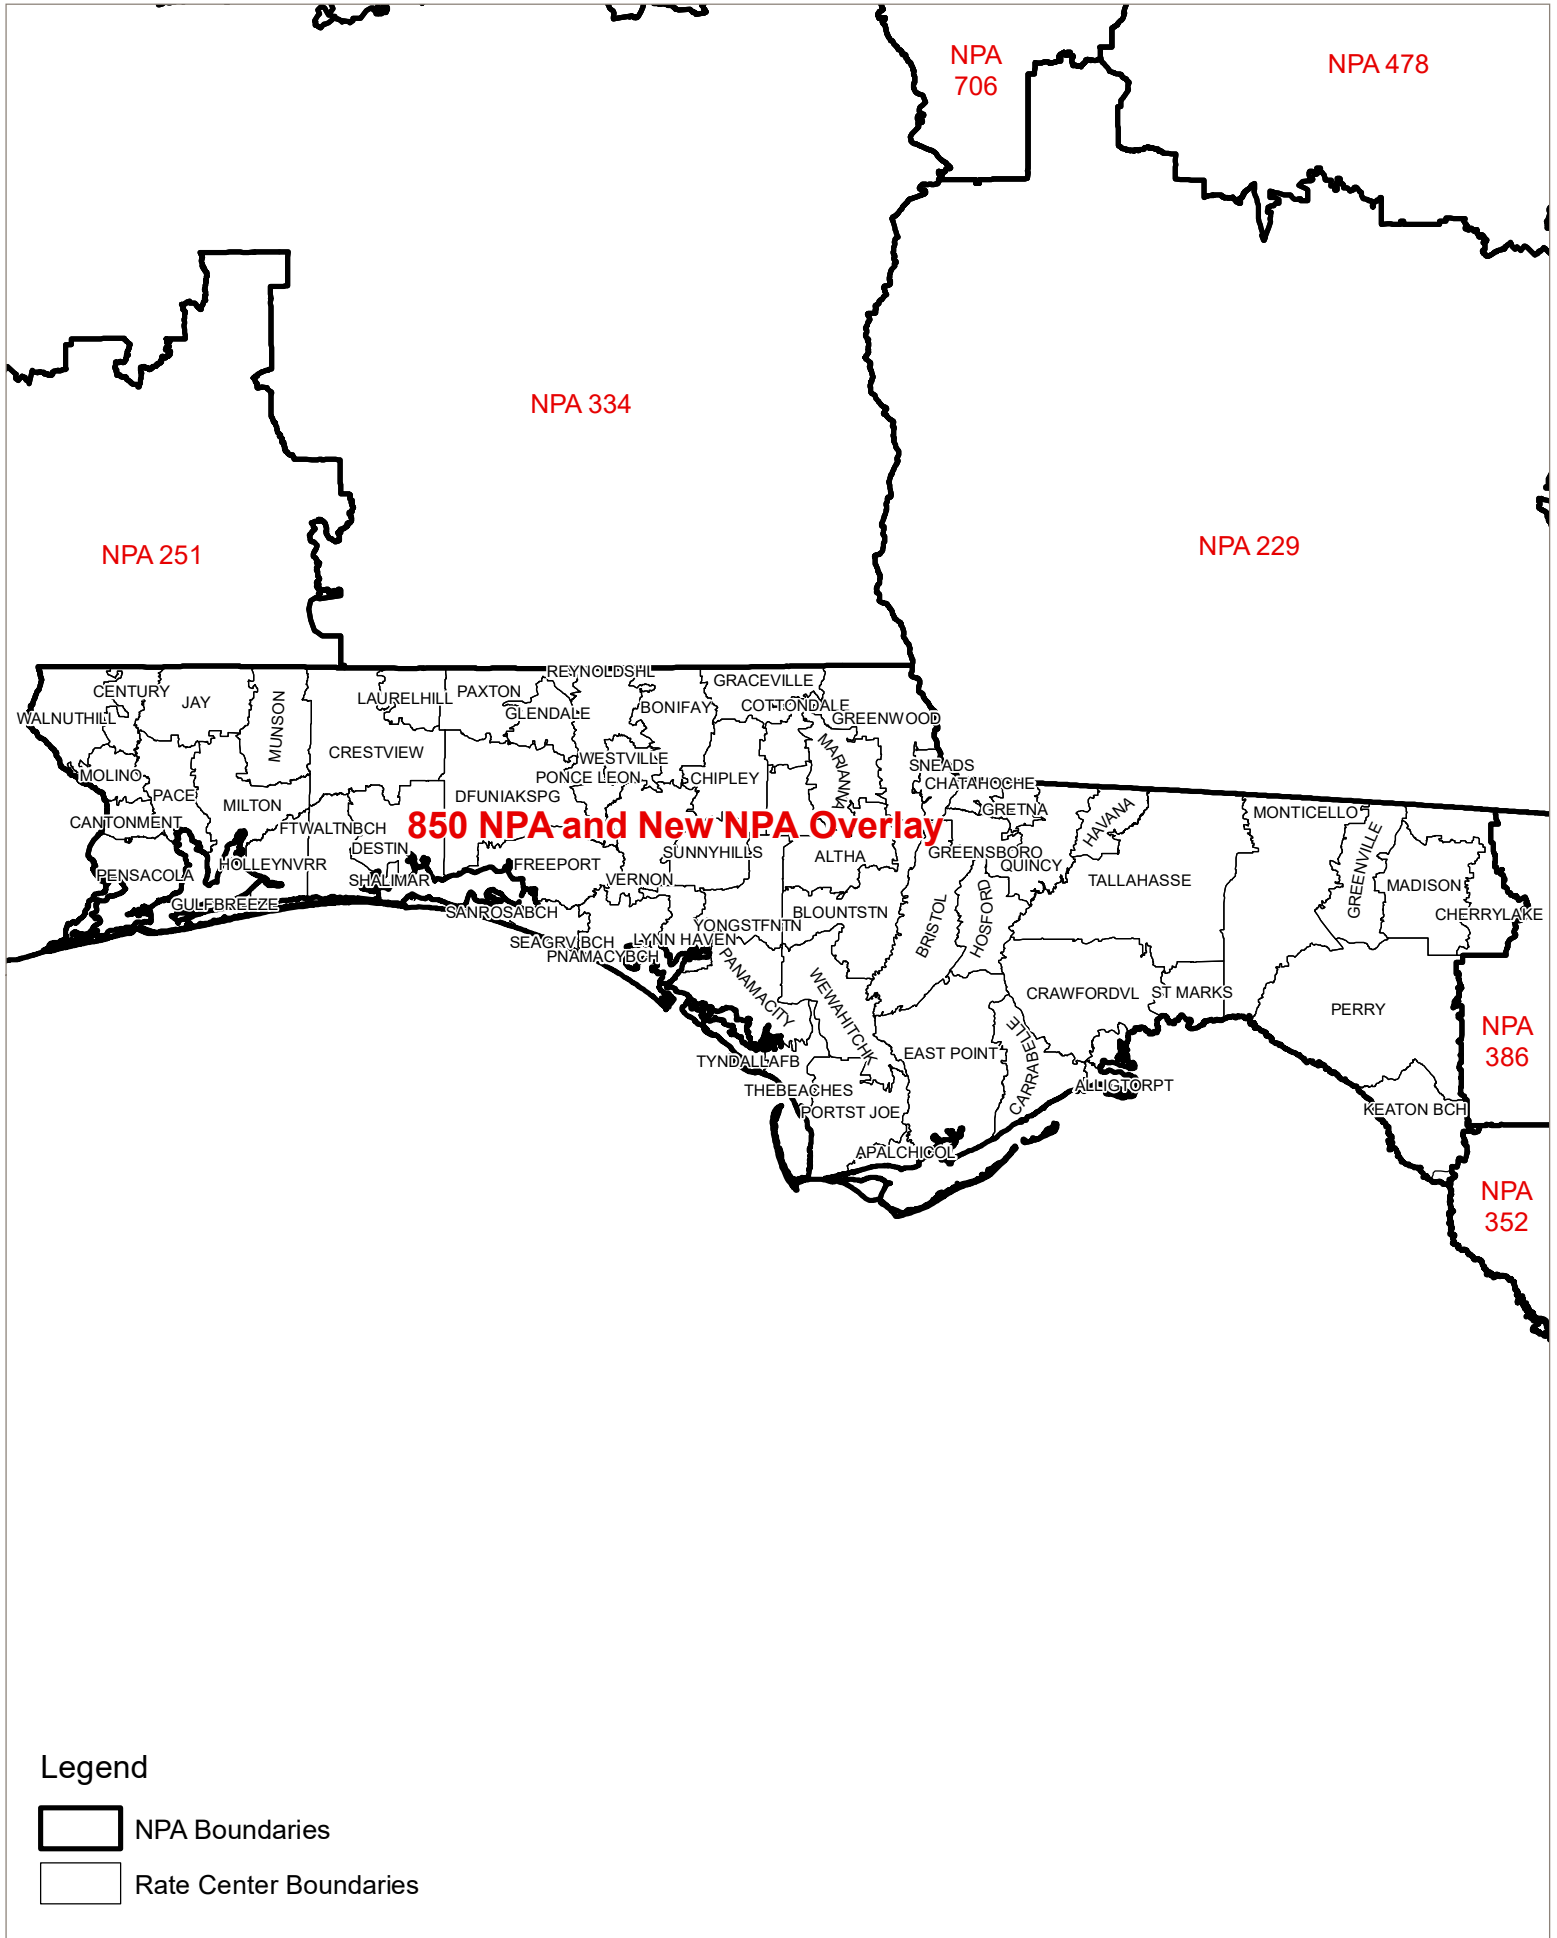 NPA
706
NPA 478
NPA 334
NPA 251
NPA 229
REYNOLDSHL
GRACEVILLE
CENTURY
JAY
LAURELHILL
PAXTON
GLENDALE
BONIFAY
COTTONDALE
GREENWOOD
WALNUTHILL
MUNSON
CRESTVIEW
WESTVILLE
PONCE LEON
CHIPLEY
MARIANNA
SNEADS
CHATAHOCHE
MOLINO
PACE
MILTON
DFUNIAKSPG
GRETNA
HAVANA
MONTICELLO
CANTONMENT
FTWALTNBCH
850 NPA and New NPA Overlay
DESTIN
SUNNYHILLS
ALTHA
GREENSBORO
QUINCY
GREENVILLE
HOLLEYNVRR
FREEPORT
PENSACOLA
SHALIMAR
VERNON
TALLAHASSE
MADISON
GULFBREEZE
SANROSABCH
BLOUNTSTN
BRISTOL
HOSFORD
CHERRYLAKE
YONGSTFNTN
SEAGRVBCH
LYNN HAVEN
PNAMACYBCH
PANAMACITY
WEWAHITCHK
CRAWFORDVL
ST MARKS
PERRY
NPA
386
EAST POINT
CARRABELLE
TYNDALLAFB
THEBEACHES
ALLIGTORPT
PORTST JOE
KEATON BCH
APALCHICOL
NPA
352
Legend
NPA Boundaries
Rate Center Boundaries